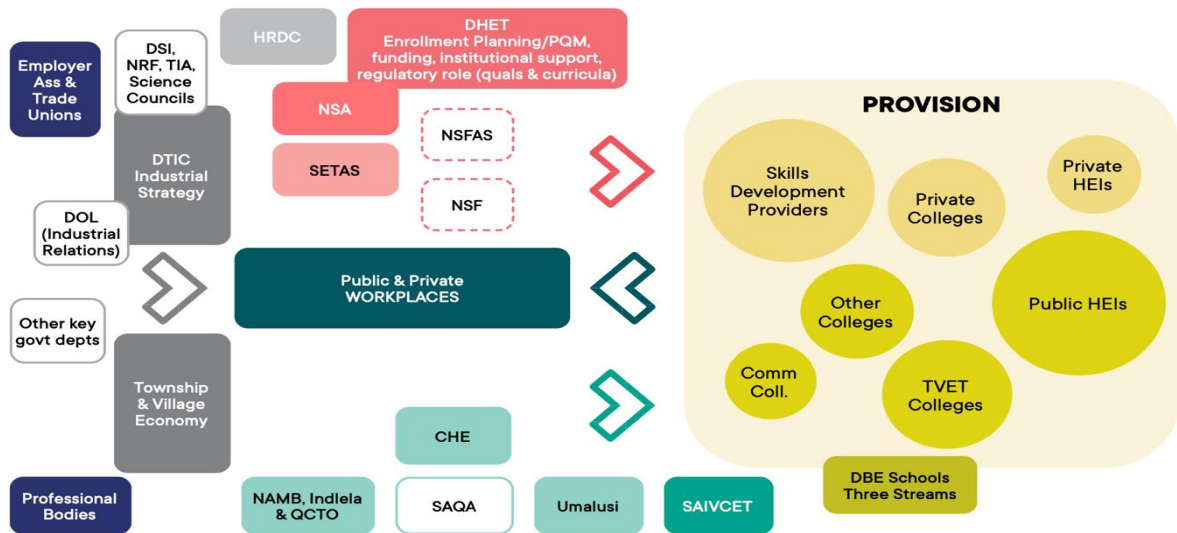 HRDC
DHET
Enrollment Planning/PQM,
funding, institutional support,
regulatory role (quals & curricula)
Employer
Ass & Trade
Unions
DSI,
NRF, TIA,
Science
Councils
DTIC
Industrial
Strategy
NSA
SETAS
NSFAS
NSF
DOL
(Industrial
Relations)
Public & Private
WORKPLACES
Other key
govt depts
Township
& Village
Economy
Professional
Bodies
CHE
NAMB, Indlela
& QCTO
SAQA
Umalusi
SAIVCET
PROVISION
Skills
Development
Providers
Private
Colleges
Private
HEIs
Other
Colleges
Public HEIs
Comm
Coll.
TVET
Colleges
DBE Schools
Three Streams